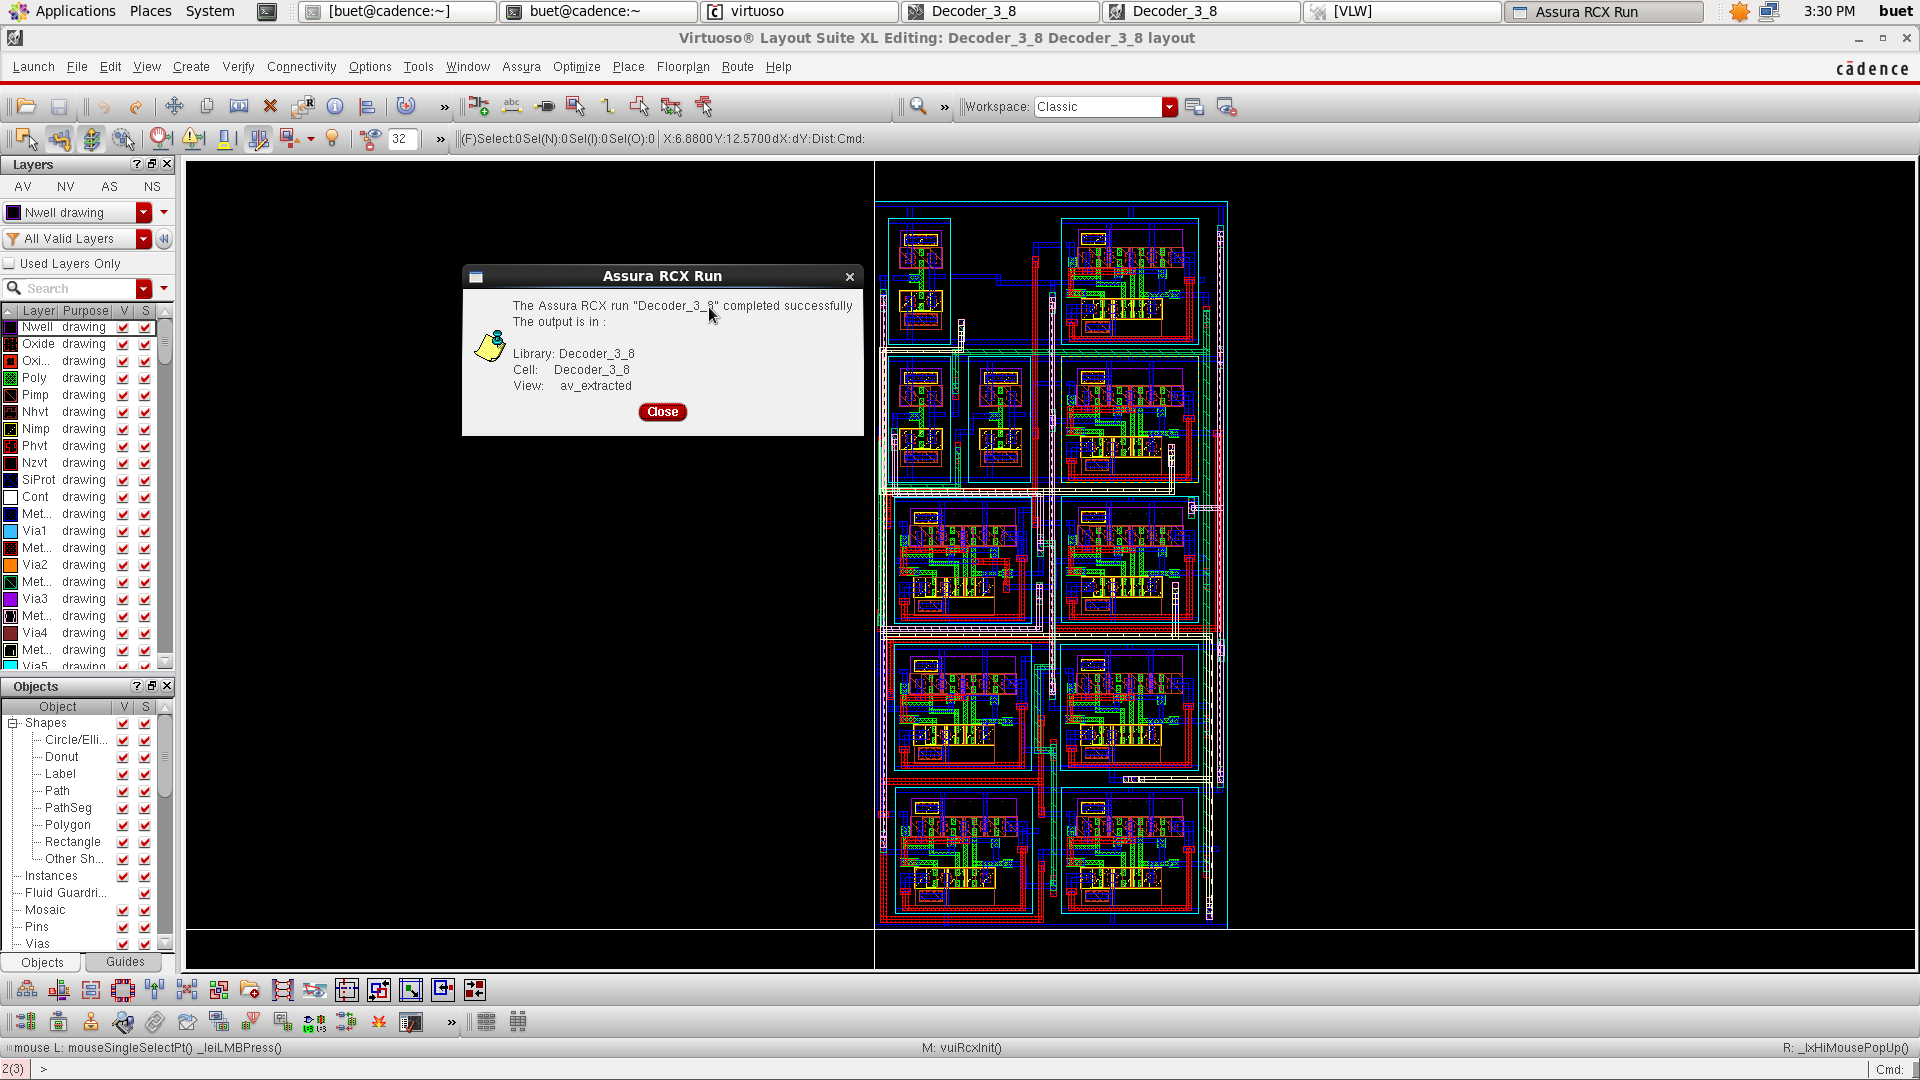 Applications Places System [buet@cadence:~] buet@cadence:~ virtuoso Decoder_3_8 Decoder_3_8 [VLW] Assura RCX Run 3:30 PM buet
Virtuoso® Layout Suite XL Editing: Decoder_3_8 Decoder_3_8 layout
Launch File Edit View Create Verify Connectivity Options Tools Window Assura Optimize Place Floorplan Route Help cādence
» abc » Workspace: Classic
32 » (F)Select:0 Sel(N):0 Sel(I):0 Sel(O):0 X:6.8800 Y:12.5700 dX: dY: Dist: Cmd:
Layers
AV NV AS NS
Nwell drawing
All Valid Layers
Used Layers Only
Search
Layer Purpose V S
Nwell drawing
Oxide drawing
Oxi... drawing
Poly drawing
Pimp drawing
Nhvt drawing
Nimp drawing
Phvt drawing
Nzvt drawing
SiProt drawing
Cont drawing
Met... drawing
Via1 drawing
Met... drawing
Via2 drawing
Met... drawing
Via3 drawing
Met... drawing
Via4 drawing
Met... drawing
Via5 drawing
Objects
Object V S
Shapes
Circle/Elli...
Donut
Label
Path
PathSeg
Polygon
Rectangle
Other Sh...
Instances
Fluid Guardri...
Mosaic
Pins
Vias
Objects Guides
Assura RCX Run
The Assura RCX run "Decoder_3_8" completed successfully
The output is in :
Library: Decoder_3_8
Cell: Decoder_3_8
View: av_extracted
Close
»
mouse L: mouseSingleSelectPt() _leiLMBPress() M: vuiRcxInit() R: _lxHiMousePopUp()
2(3) > Cmd: